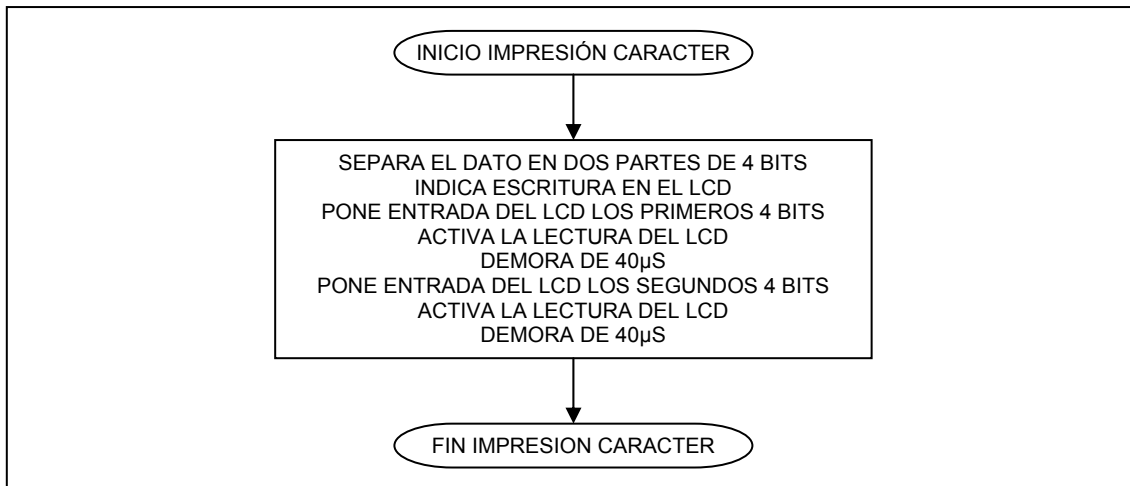 INICIO IMPRESIÓN CARACTER
SEPARA EL DATO EN DOS PARTES DE 4 BITS
INDICA ESCRITURA EN EL LCD
PONE ENTRADA DEL LCD LOS PRIMEROS 4 BITS
ACTIVA LA LECTURA DEL LCD
DEMORA DE 40µS
PONE ENTRADA DEL LCD LOS SEGUNDOS 4 BITS
ACTIVA LA LECTURA DEL LCD
DEMORA DE 40µS
FIN IMPRESION CARACTER